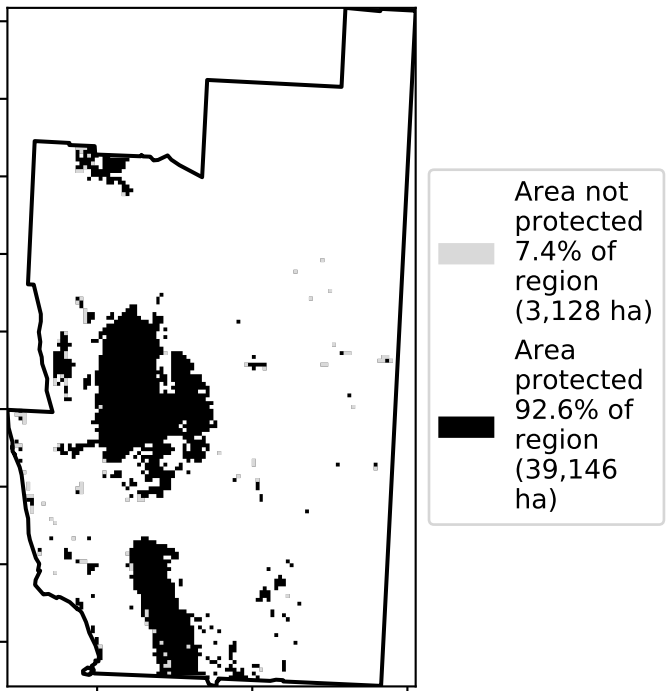 Area not
protected
7.4% of
region
(3,128 ha)
Area
protected
92.6% of
region
(39,146
ha)